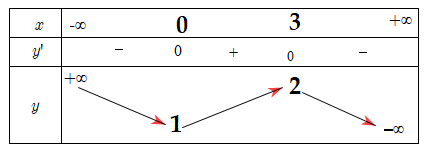 x -∞ 0 3 +∞
y' − 0 + 0 −
+∞ 2
y
1 −∞